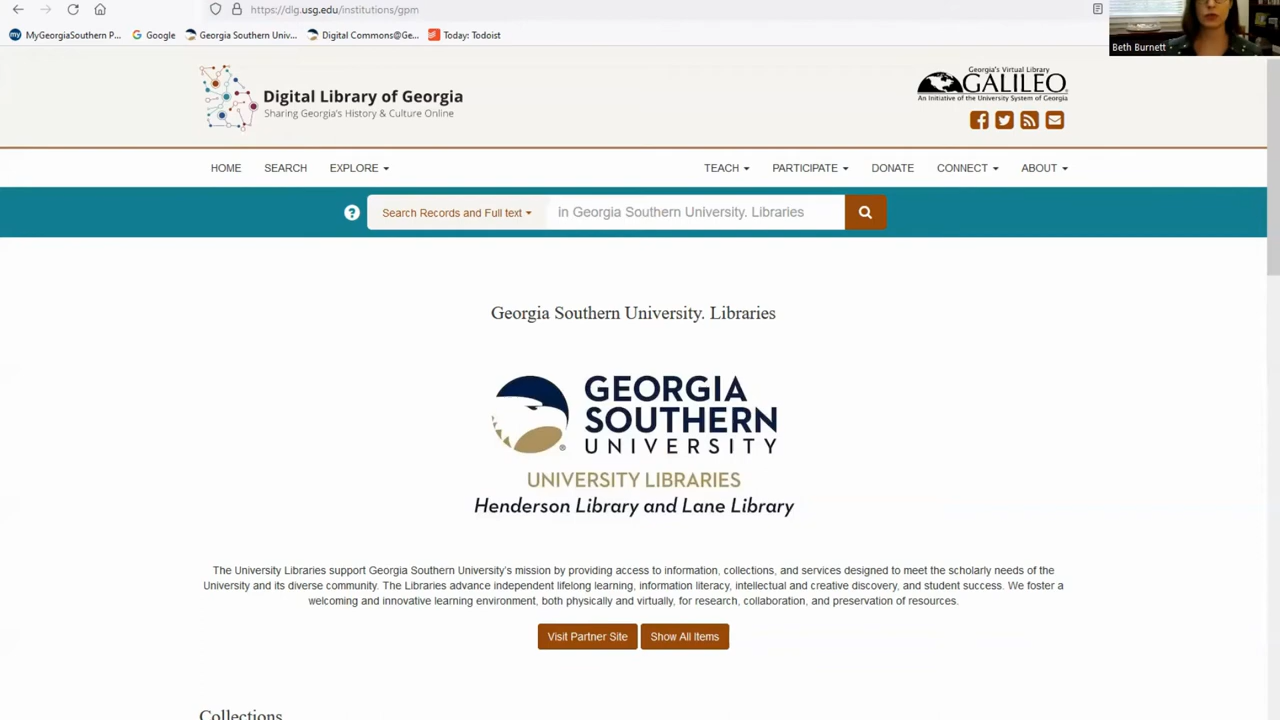 https://dlg.usg.edu/institutions/gpm
MyGeorgiaSouthern P...
Google
Georgia Southern Univ...
Digital Commons@Ge...
Today: Todoist
Beth Burnett
Digital Library of Georgia
Sharing Georgia's History & Culture Online
Georgia's Virtual Library
GALILEO
An Initiative of the University System of Georgia
HOME
SEARCH
EXPLORE
TEACH
PARTICIPATE
DONATE
CONNECT
ABOUT
?
Search Records and Full text
in Georgia Southern University. Libraries
Georgia Southern University. Libraries
GEORGIA
SOUTHERN
UNIVERSITY
®
UNIVERSITY LIBRARIES
Henderson Library and Lane Library
The University Libraries support Georgia Southern University's mission by providing access to information, collections, and services designed to meet the scholarly needs of the
University and its diverse community. The Libraries advance independent lifelong learning, information literacy, intellectual and creative discovery, and student success. We foster a
welcoming and innovative learning environment, both physically and virtually, for research, collaboration, and preservation of resources.
Visit Partner Site
Show All Items
Collections